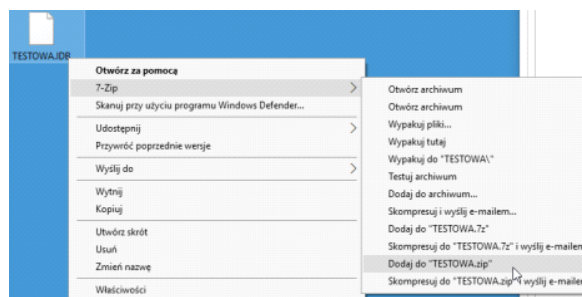 TESTOWA.IDB
Otwórz za pomocą
7-Zip
Skanuj przy użyciu programu Windows Defender...
Udostępnij
Przywróć poprzednie wersje
Wyślij do
Wytnij
Kopiuj
Utwórz skrót
Usuń
Zmień nazwę
Właściwości
Otwórz archiwum
Otwórz archiwum
Wypakuj pliki...
Wypakuj tutaj
Wypakuj do "TESTOWA\"
Testuj archiwum
Dodaj do archiwum...
Skompresuj i wyślij e-mailem...
Dodaj do "TESTOWA.7z"
Skompresuj do "TESTOWA.7z" i wyślij e-mailem
Dodaj do "TESTOWA.zip"
Skompresuj do "TESTOWA.zip" i wyślij e-mailem